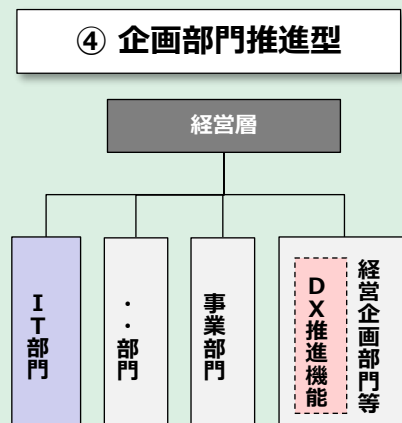 ④ 企画部門推進型
経営層
IT部門
・・部門
事業部門
DX推進機能
経営企画部門等